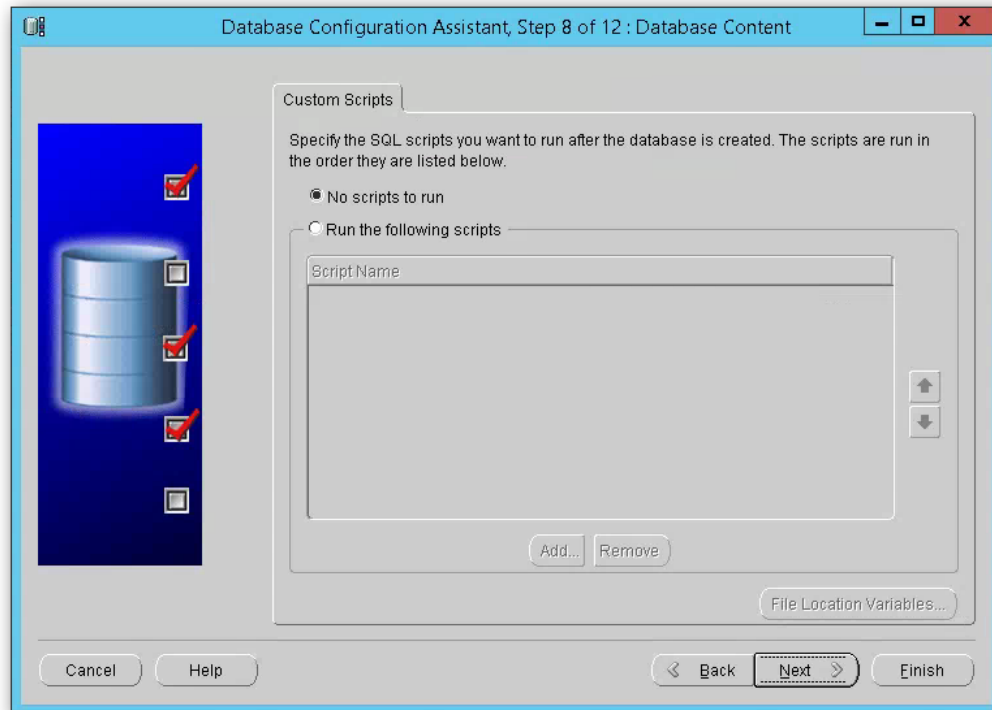 Database Configuration Assistant, Step 8 of 12 : Database Content
Custom Scripts
Specify the SQL scripts you want to run after the database is created. The scripts are run in
the order they are listed below.
No scripts to run
Run the following scripts
Script Name
Add...
Remove
File Location Variables...
Cancel
Help
Back
Next
Finish